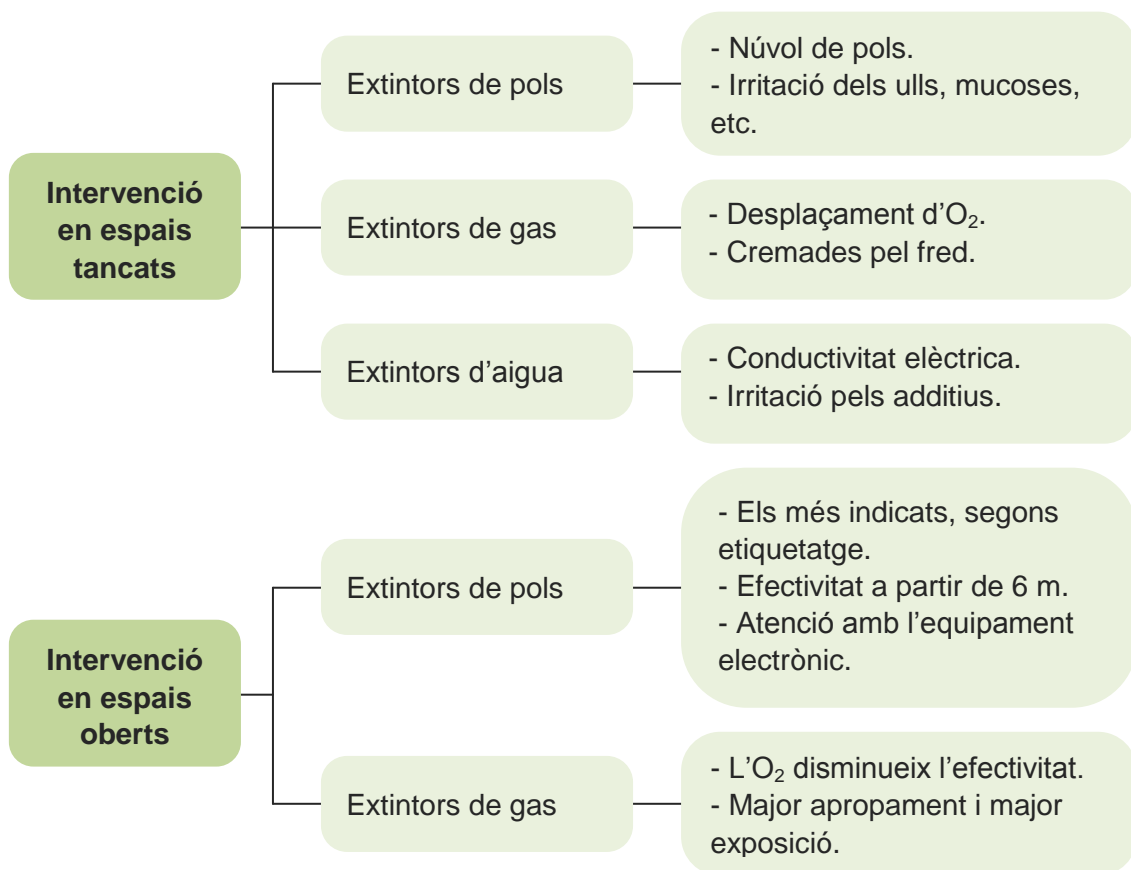 Intervenció
en espais
tancats
Extintors de pols
- Núvol de pols.
- Irritació dels ulls, mucoses,
etc.
Extintors de gas
- Desplaçament d’O₂.
- Cremades pel fred.
Extintors d’aigua
- Conductivitat elèctrica.
- Irritació pels additius.
Intervenció
en espais
oberts
Extintors de pols
- Els més indicats, segons
etiquetatge.
- Efectivitat a partir de 6 m.
- Atenció amb l’equipament
electrònic.
Extintors de gas
- L’O₂ disminueix l’efectivitat.
- Major apropament i major
exposició.